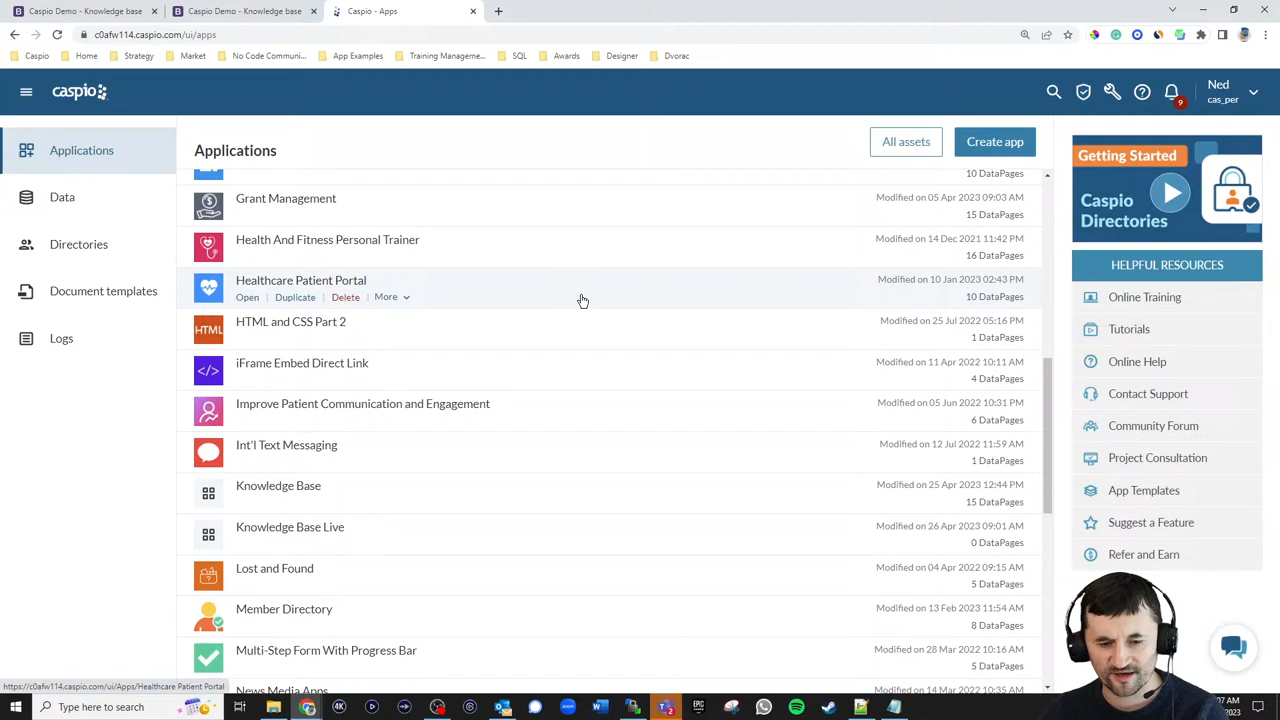 Caspio Demo - Knowledge base
Caspio Demo - Knowledge base
Caspio - Apps
c0afw114.caspio.com/ui/apps
Caspio
Home
Strategy
Market
No Code Communi...
App Examples
Training Manageme...
SQL
Awards
Designer
Dvorac
caspio
9
Ned
cas_per
Applications
Data
Directories
Document templates
Logs
Applications
All assets
Create app
10 DataPages
Grant Management
Modified on 05 Apr 2023 09:03 AM
15 DataPages
Health And Fitness Personal Trainer
Modified on 14 Dec 2021 11:42 PM
16 DataPages
Healthcare Patient Portal
Modified on 10 Jan 2023 02:43 PM
Open
Duplicate
Delete
More
10 DataPages
HTML
HTML and CSS Part 2
Modified on 25 Jul 2022 05:16 PM
1 DataPages
</>
iFrame Embed Direct Link
Modified on 11 Apr 2022 10:11 AM
4 DataPages
Improve Patient Communication and Engagement
Modified on 05 Jun 2022 10:31 PM
6 DataPages
Int'l Text Messaging
Modified on 12 Jul 2022 11:59 AM
1 DataPages
Knowledge Base
Modified on 25 Apr 2023 12:44 PM
15 DataPages
Knowledge Base Live
Modified on 26 Apr 2023 09:01 AM
0 DataPages
Lost and Found
Modified on 04 Apr 2022 09:15 AM
5 DataPages
Member Directory
Modified on 13 Feb 2023 11:54 AM
8 DataPages
Multi-Step Form With Progress Bar
Modified on 28 Mar 2022 10:16 AM
5 DataPages
News Media Apps
Modified on 14 Mar 2022 10:35 AM
Getting Started
Caspio
Directories
HELPFUL RESOURCES
Online Training
Tutorials
Online Help
Contact Support
Community Forum
Project Consultation
App Templates
Suggest a Feature
Refer and Earn
https://c0afw114.caspio.com/ui/Apps/Healthcare Patient Portal
Type here to search
4K